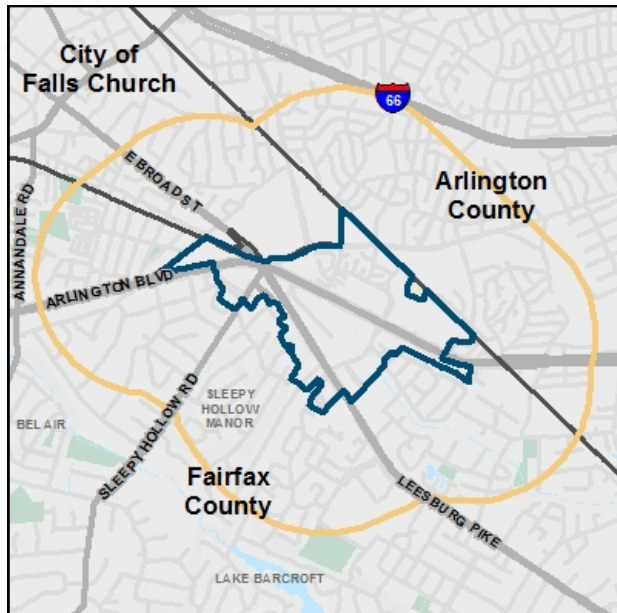 City of
Falls Church
66
E BROAD ST
Arlington
County
ANNANDALE RD
ARLINGTON BLVD
SLEEPY HOLLOW RD
SLEEPY
HOLLOW
MANOR
BEL AIR
Fairfax
County
LEESBURG PIKE
LAKE BARCROFT